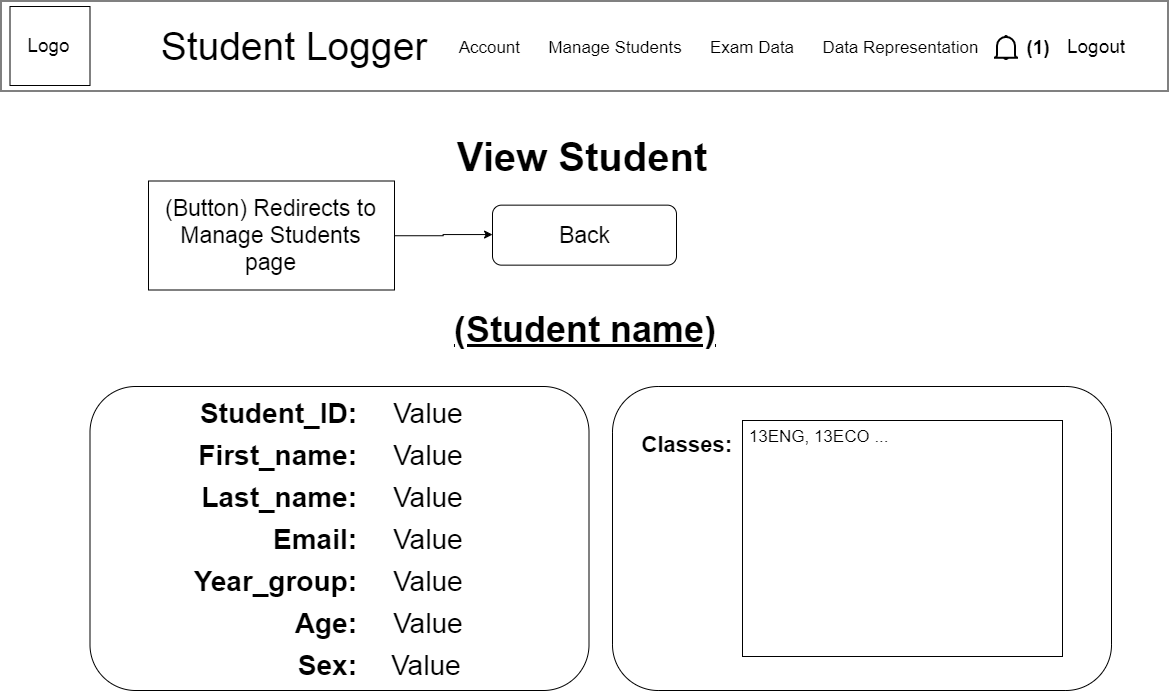 Logo
Student Logger
Account
Manage Students
Exam Data
Data Representation
(1)
Logout
View Student
(Button) Redirects to
Manage Students
page
Back
(Student name)
Student_ID: Value
First_name: Value
Last_name: Value
Email: Value
Year_group: Value
Age: Value
Sex: Value
Classes:
13ENG, 13ECO ...